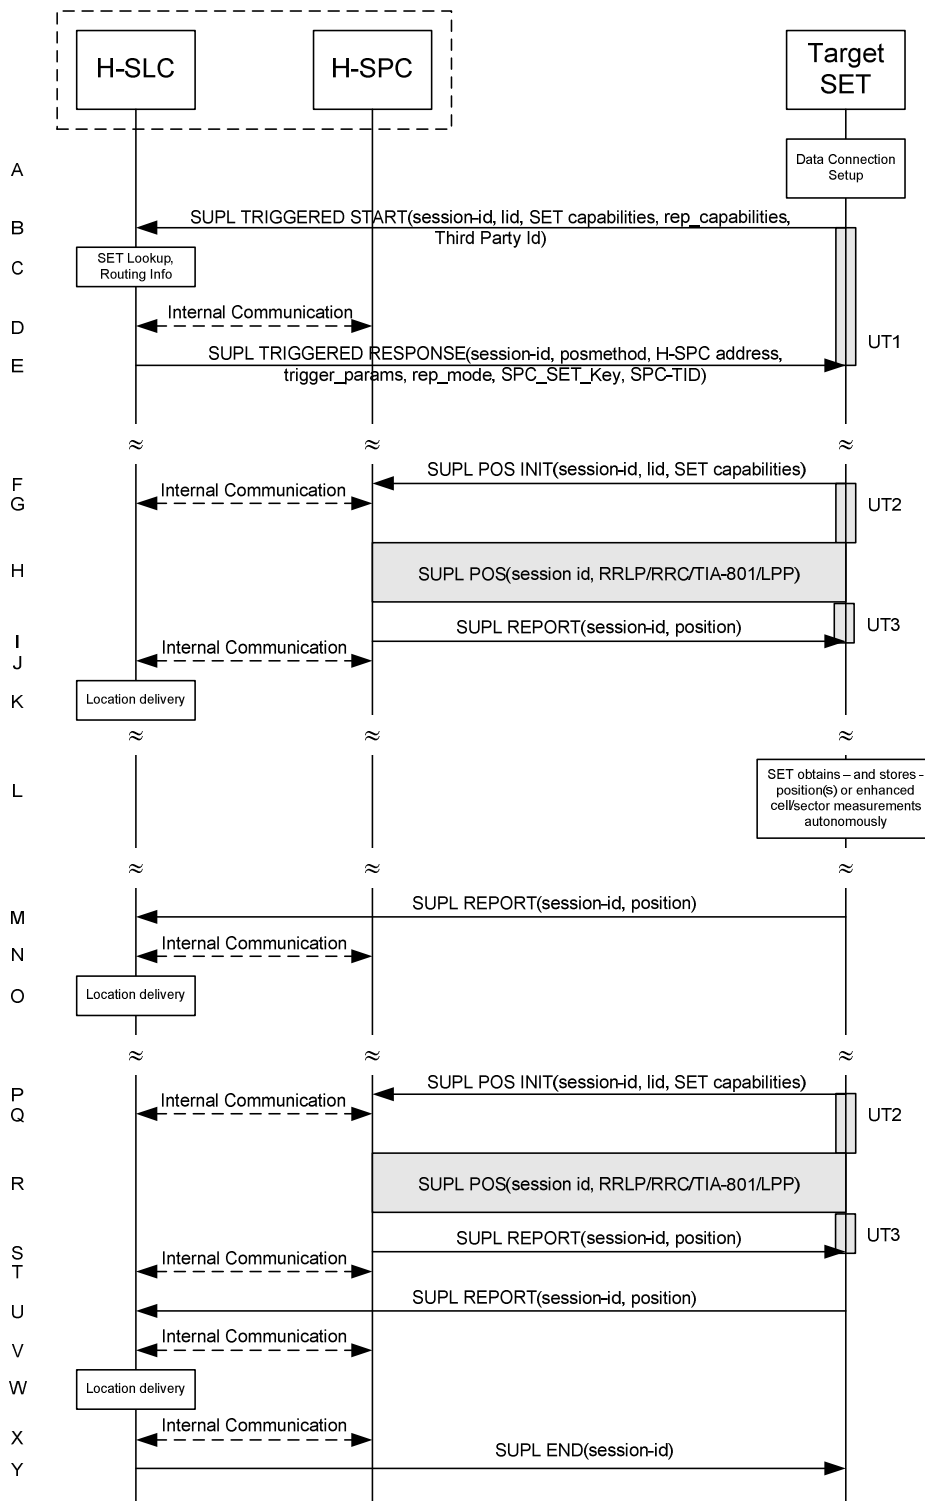 H-SLC
H-SPC
Target
SET
A
Data Connection
Setup
B
SUPL TRIGGERED START(session-id, lid, SET capabilities, rep_capabilities,
Third Party Id)
C
SET Lookup,
Routing Info
D
Internal Communication
UT1
E
SUPL TRIGGERED RESPONSE(session-id, posmethod, H-SPC address,
trigger_params, rep_mode, SPC_SET_Key, SPC-TID)
≈ ≈ ≈
F
SUPL POS INIT(session-id, lid, SET capabilities)
G
Internal Communication
UT2
H
SUPL POS(session id, RRLP/RRC/TIA-801/LPP)
I
SUPL REPORT(session-id, position)
UT3
J
Internal Communication
K
Location delivery
≈ ≈ ≈
L
SET obtains – and stores -
position(s) or enhanced
cell/sector measurements
autonomously
≈ ≈ ≈
M
SUPL REPORT(session-id, position)
N
Internal Communication
O
Location delivery
≈ ≈ ≈
P
SUPL POS INIT(session-id, lid, SET capabilities)
Q
Internal Communication
UT2
R
SUPL POS(session id, RRLP/RRC/TIA-801/LPP)
S
SUPL REPORT(session-id, position)
UT3
T
Internal Communication
U
SUPL REPORT(session-id, position)
V
Internal Communication
W
Location delivery
X
Internal Communication
Y
SUPL END(session-id)